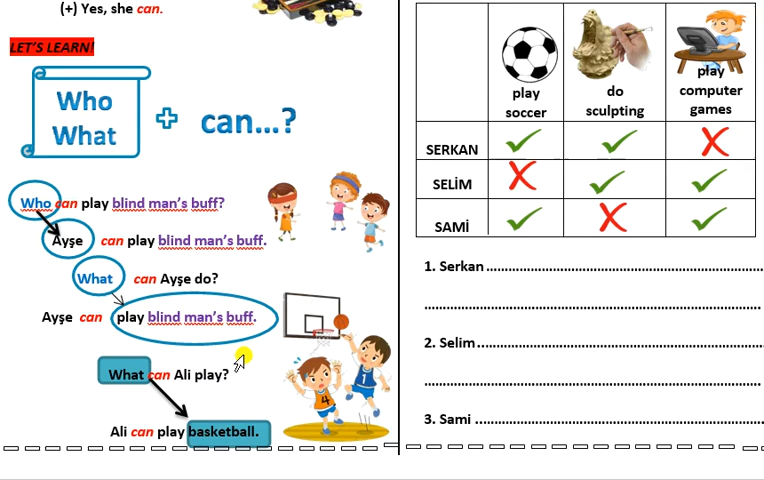 (+) Yes, she can.
LET'S LEARN!
Who
What
can...?
Who can play blind man's buff?
Ayşe can play blind man's buff.
What can Ayşe do?
Ayşe can play blind man's buff.
What can Ali play?
Ali can play basketball.
4
1
play
soccer
do
sculpting
play
computer
games
SERKAN
SELİM
SAMİ
1. Serkan ................................................................
................................................................
2. Selim ................................................................
................................................................
3. Sami ................................................................